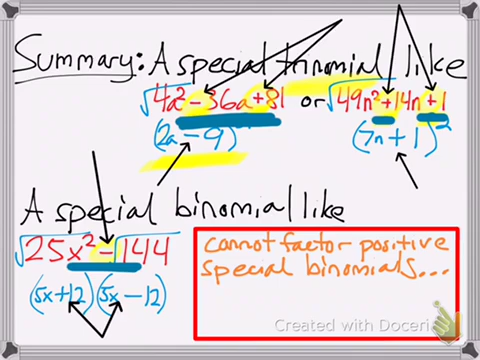 Summary: A special trinomial like
√4a² - 36a + 81 or √49n² + 14n + 1
(2a - 9)² (7n + 1)²
A special binomial like
√25x² - √144
(5x + 12)(5x - 12)
cannot factor positive
special binomials...
Created with Doceri